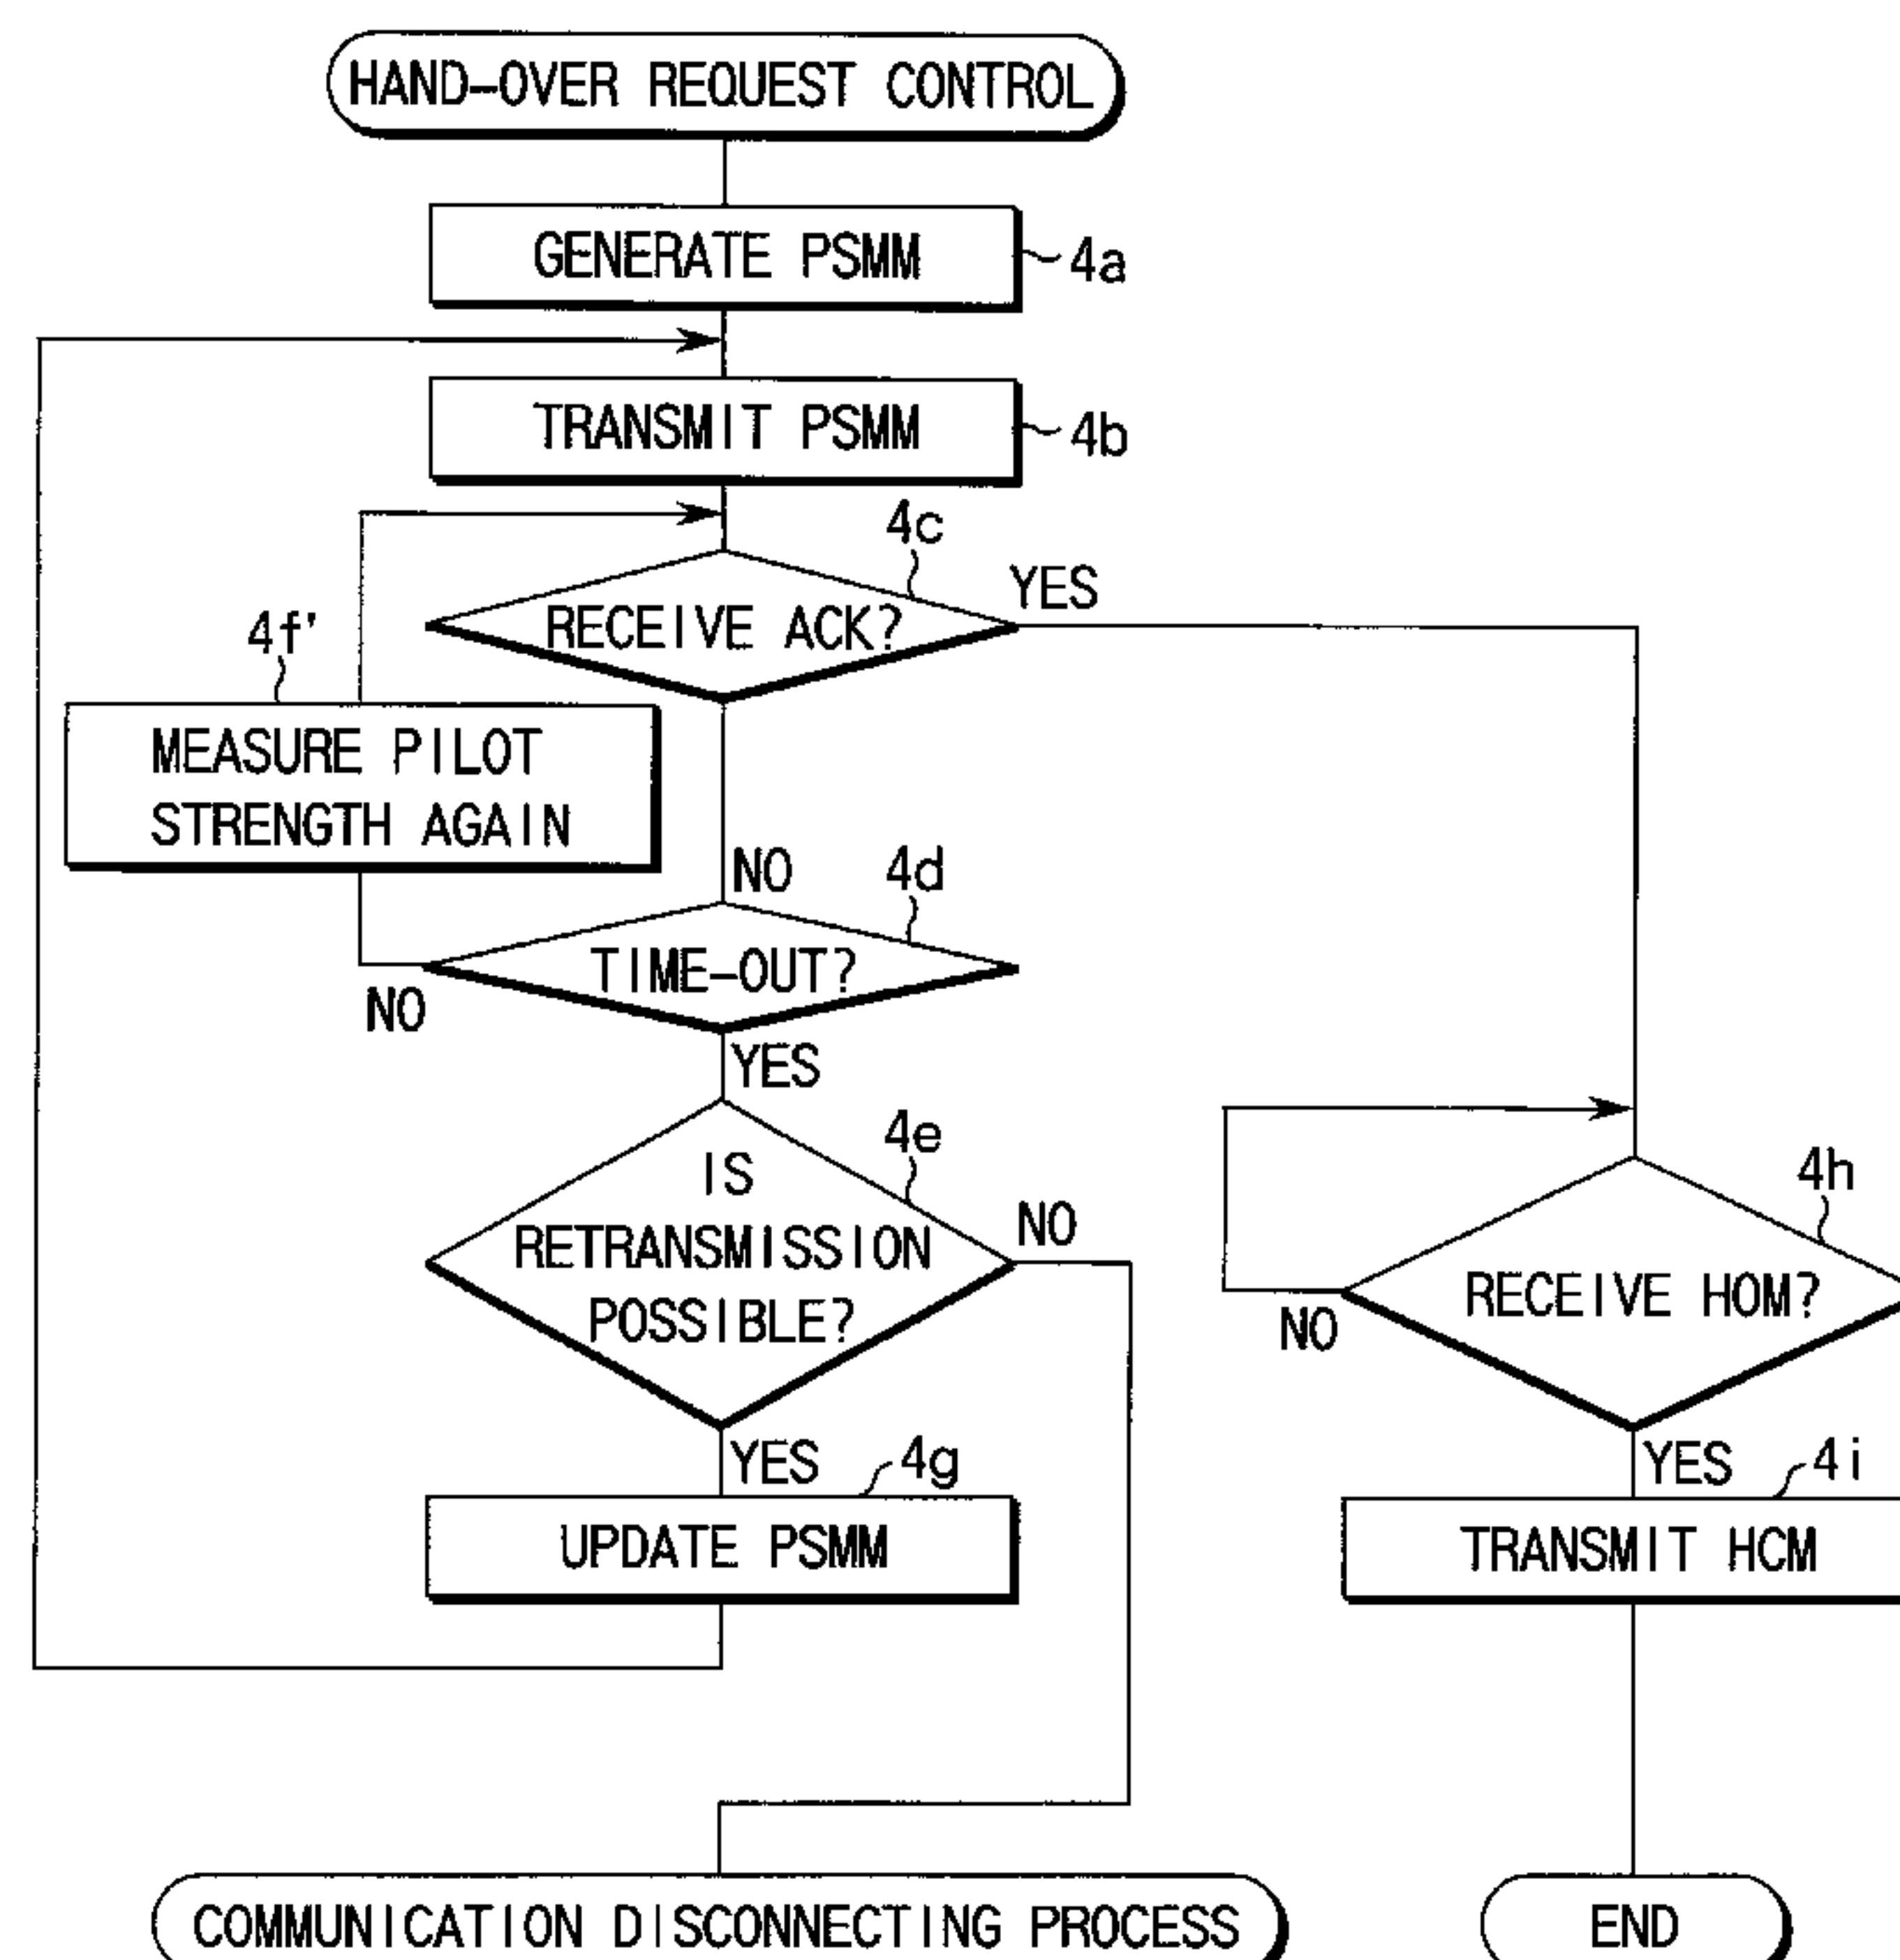 HAND-OVER REQUEST CONTROL
GENERATE PSMM
4a
TRANSMIT PSMM
4b
4c
RECEIVE ACK?
YES
4f'
MEASURE PILOT
STRENGTH AGAIN
NO
4d
TIME-OUT?
NO
YES
4e
IS
RETRANSMISSION
POSSIBLE?
NO
4h
RECEIVE HOM?
NO
YES
4g
UPDATE PSMM
YES
4i
TRANSMIT HCM
COMMUNICATION DISCONNECTING PROCESS
END